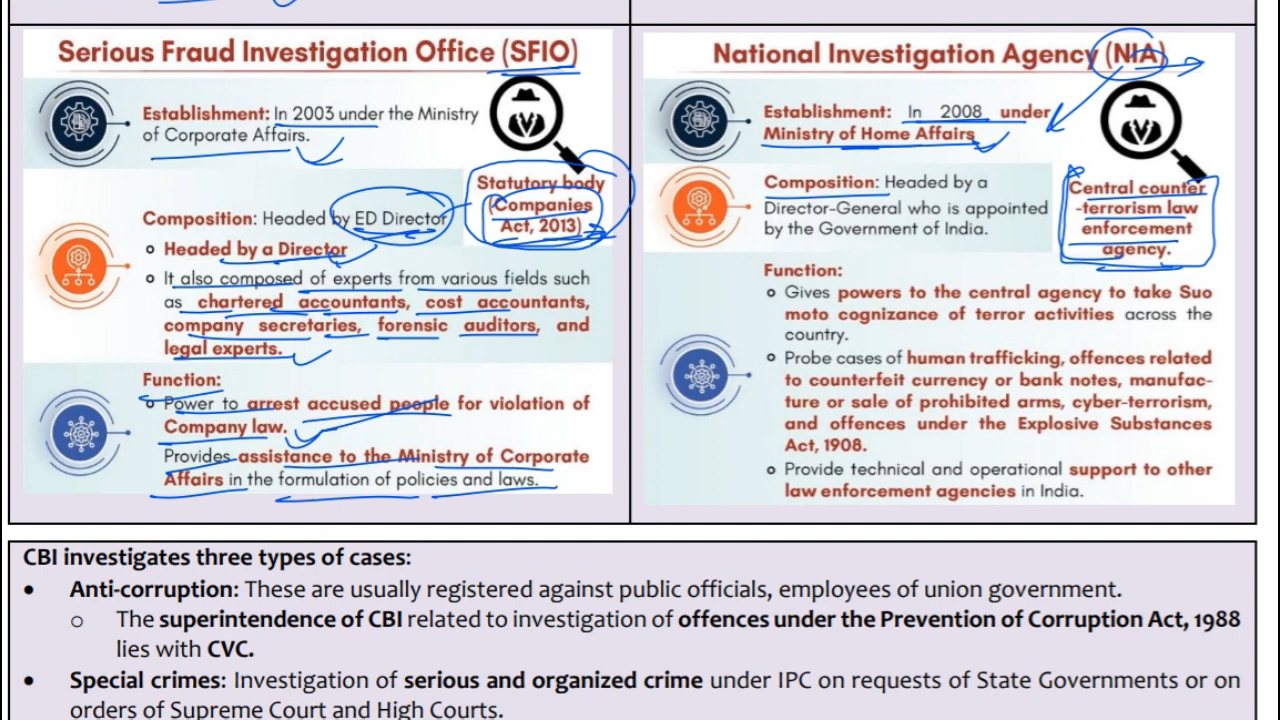 Serious Fraud Investigation Office (SFIO)
Establishment: In 2003 under the Ministry
of Corporate Affairs.
Statutory body
(Companies
Act, 2013)
Composition: Headed by ED Director
Headed by a Director
It also composed of experts from various fields such
as chartered accountants, cost accountants,
company secretaries, forensic auditors, and
legal experts.
Function:
Power to arrest accused people for violation of
Company law.
Provides assistance to the Ministry of Corporate
Affairs in the formulation of policies and laws.
National Investigation Agency (NIA)
Establishment: In 2008 under
Ministry of Home Affairs
Composition: Headed by a
Director-General who is appointed
by the Government of India.
Central counter
-terrorism law
enforcement
agency.
Function:
Gives powers to the central agency to take Suo
moto cognizance of terror activities across the
country.
Probe cases of human trafficking, offences related
to counterfeit currency or bank notes, manufac-
ture or sale of prohibited arms, cyber-terrorism,
and offences under the Explosive Substances
Act, 1908.
Provide technical and operational support to other
law enforcement agencies in India.
CBI investigates three types of cases:
• Anti-corruption: These are usually registered against public officials, employees of union government.
o The superintendence of CBI related to investigation of offences under the Prevention of Corruption Act, 1988
lies with CVC.
• Special crimes: Investigation of serious and organized crime under IPC on requests of State Governments or on
orders of Supreme Court and High Courts.